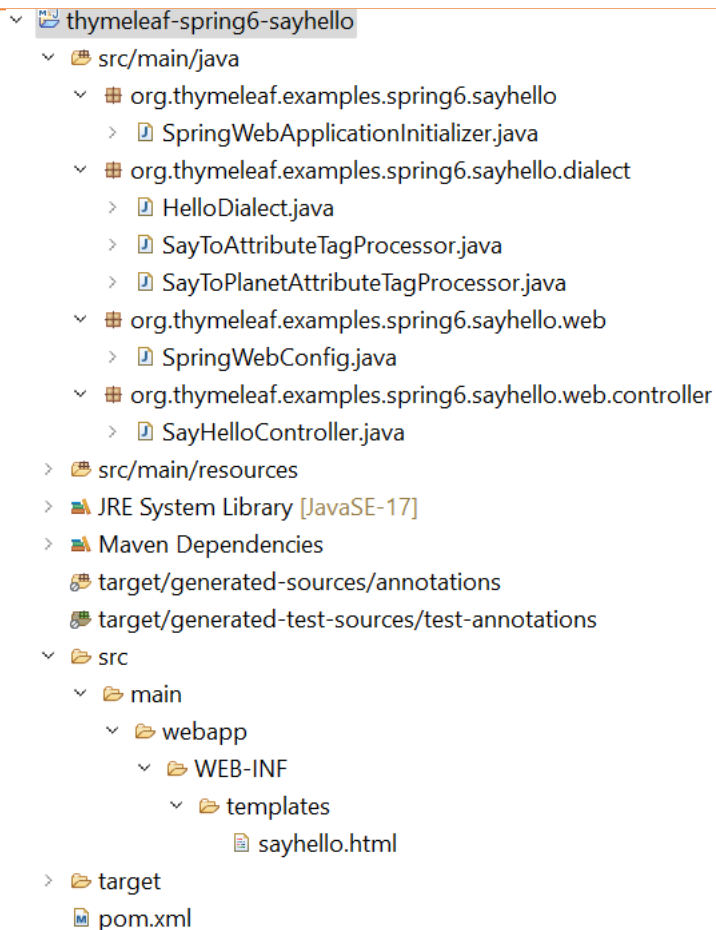 thymeleaf-spring6-sayhello
src/main/java
org.thymeleaf.examples.spring6.sayhello
SpringWebApplicationInitializer.java
org.thymeleaf.examples.spring6.sayhello.dialect
HelloDialect.java
SayToAttributeTagProcessor.java
SayToPlanetAttributeTagProcessor.java
org.thymeleaf.examples.spring6.sayhello.web
SpringWebConfig.java
org.thymeleaf.examples.spring6.sayhello.web.controller
SayHelloController.java
src/main/resources
JRE System Library [JavaSE-17]
Maven Dependencies
target/generated-sources/annotations
target/generated-test-sources/test-annotations
src
main
webapp
WEB-INF
templates
sayhello.html
target
pom.xml